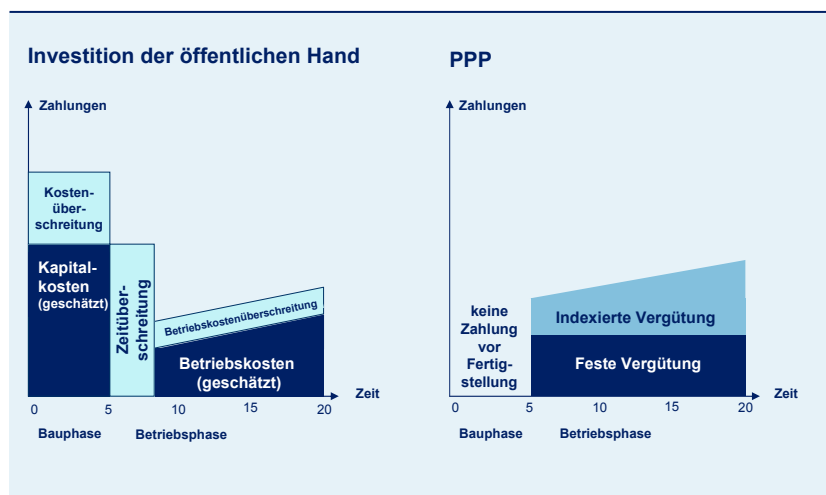 Investition der öffentlichen Hand
Zahlungen
Kosten-
über-
schreitung
Kapital-
kosten
(geschätzt)
Zeitüber-
schreitung
Betriebskostenüberschreitung
Betriebskosten
(geschätzt)
Zeit
0 5 10 15 20
Bauphase Betriebsphase
PPP
Zahlungen
keine
Zahlung
vor
Fertig-
stellung
Indexierte Vergütung
Feste Vergütung
Zeit
0 5 10 15 20
Bauphase Betriebsphase